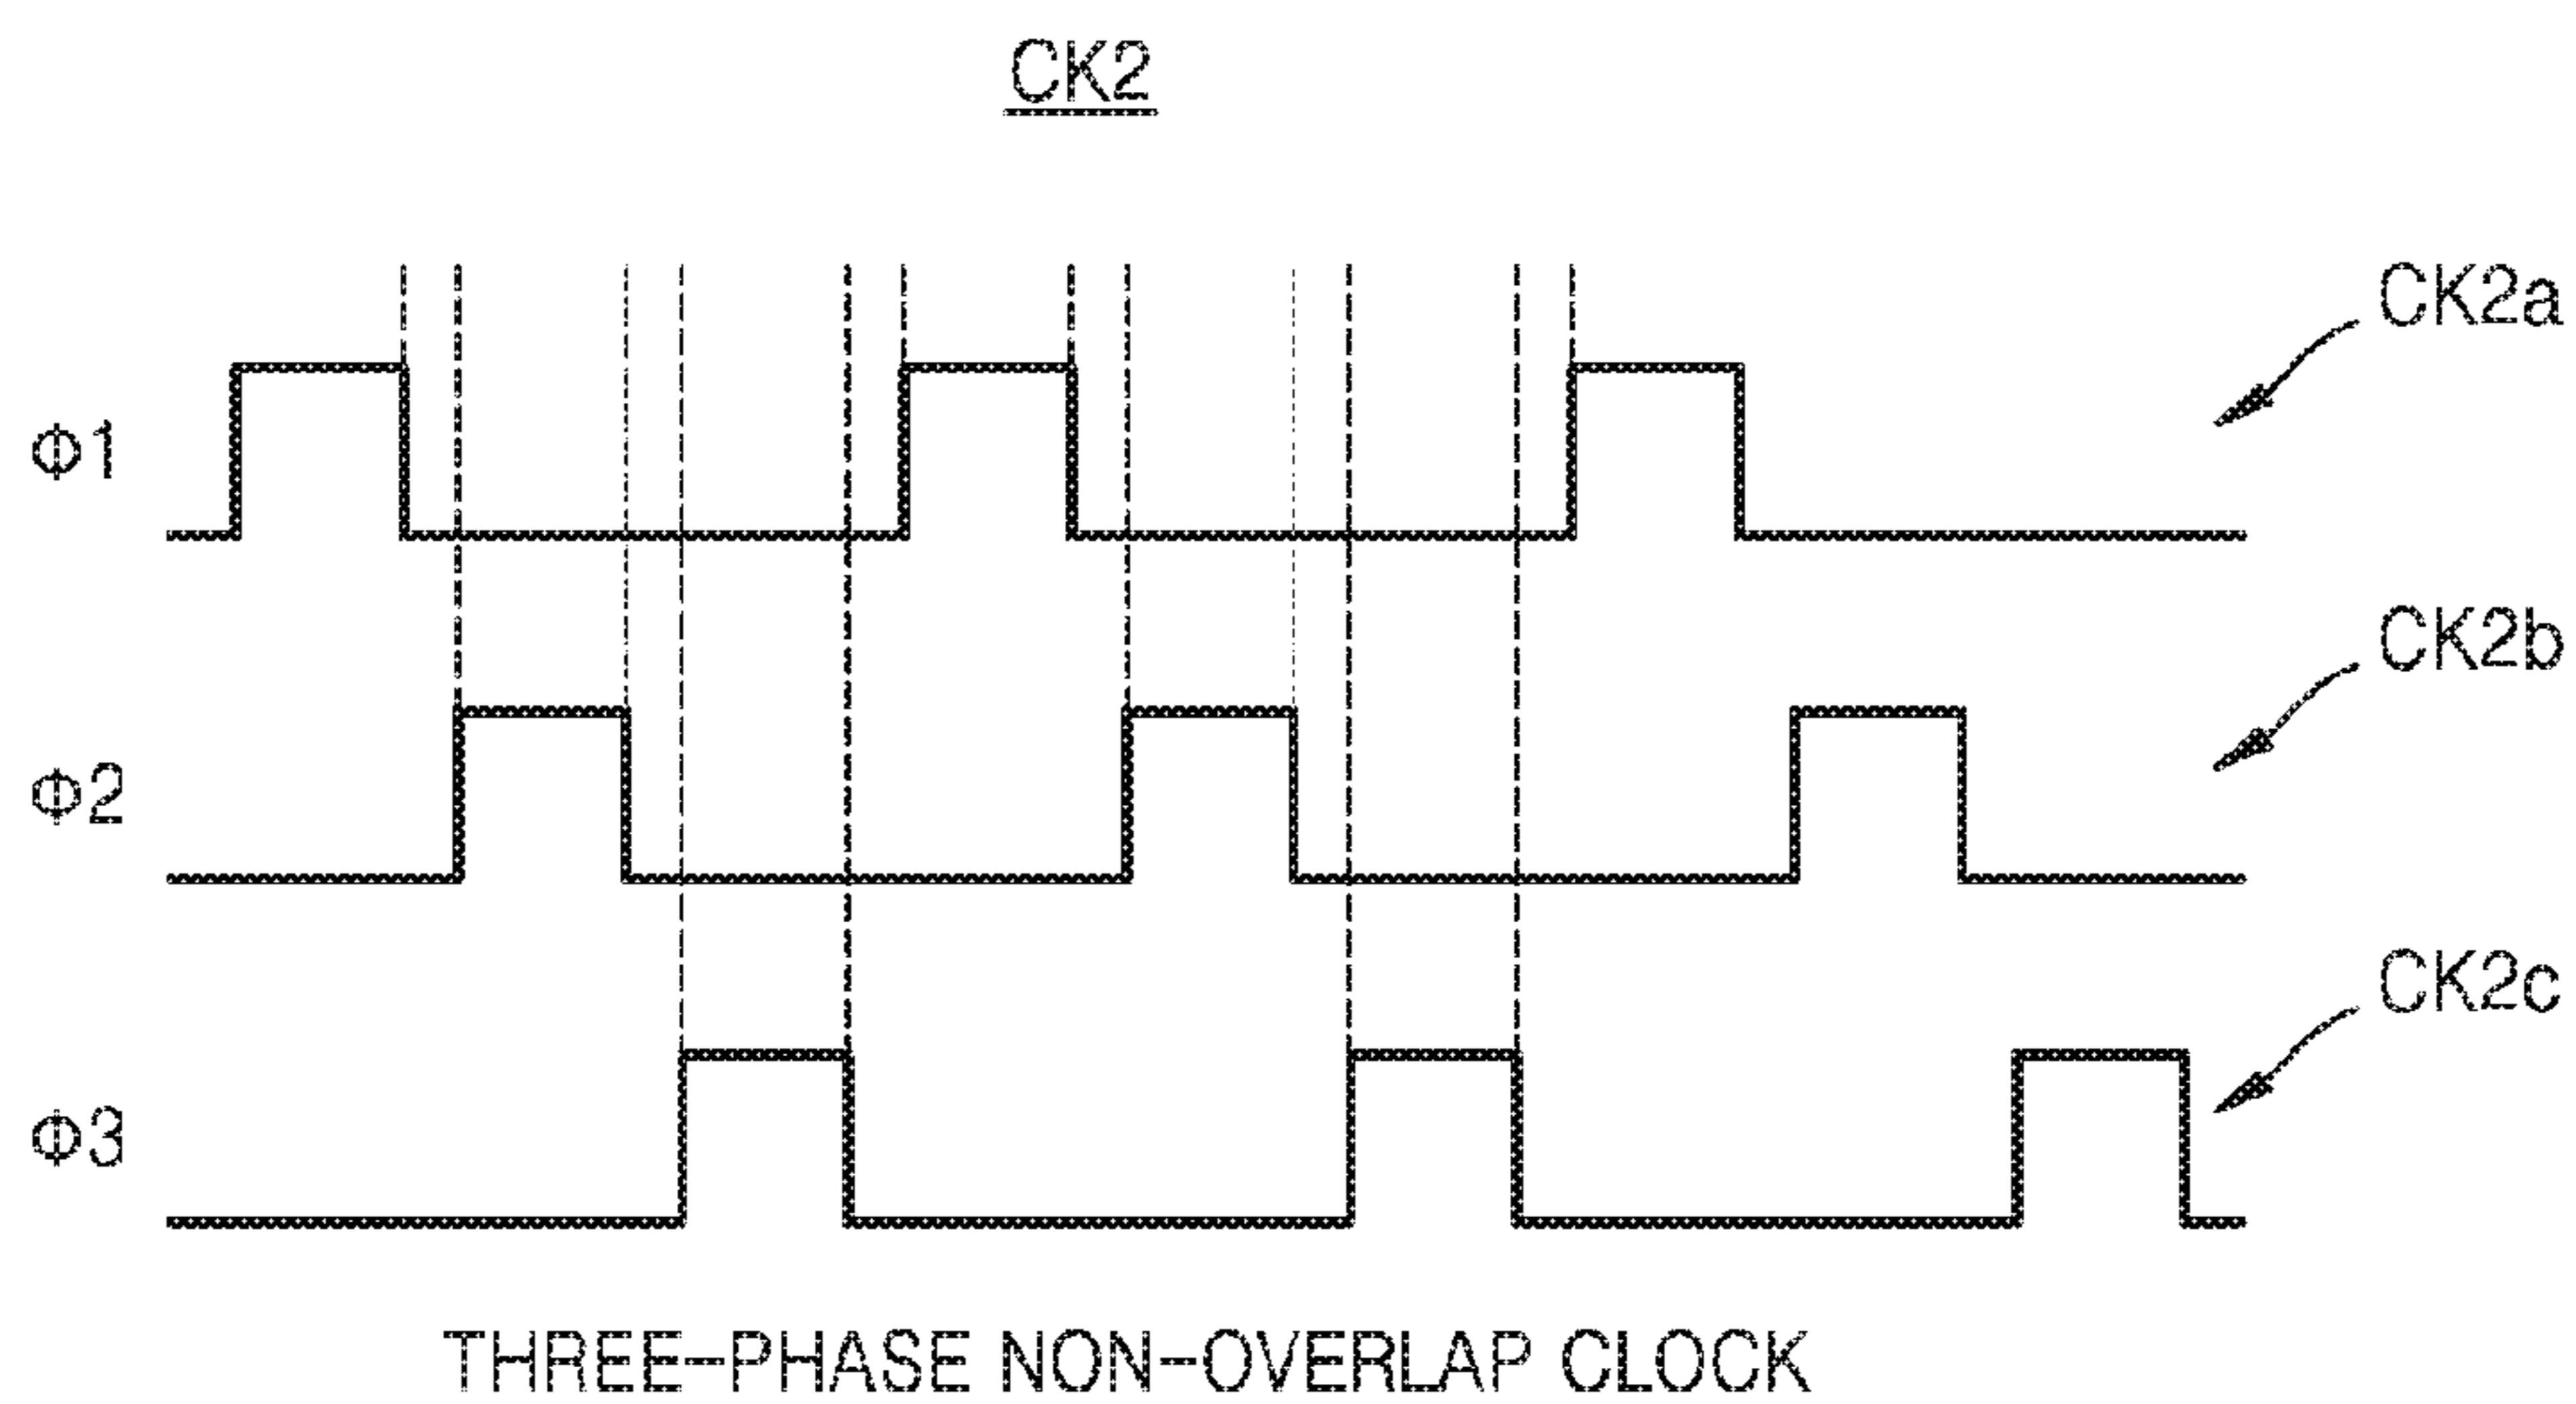 CK2
CK2a
Φ1
CK2b
Φ2
CK2c
Φ3
THREE-PHASE NON-OVERLAP CLOCK